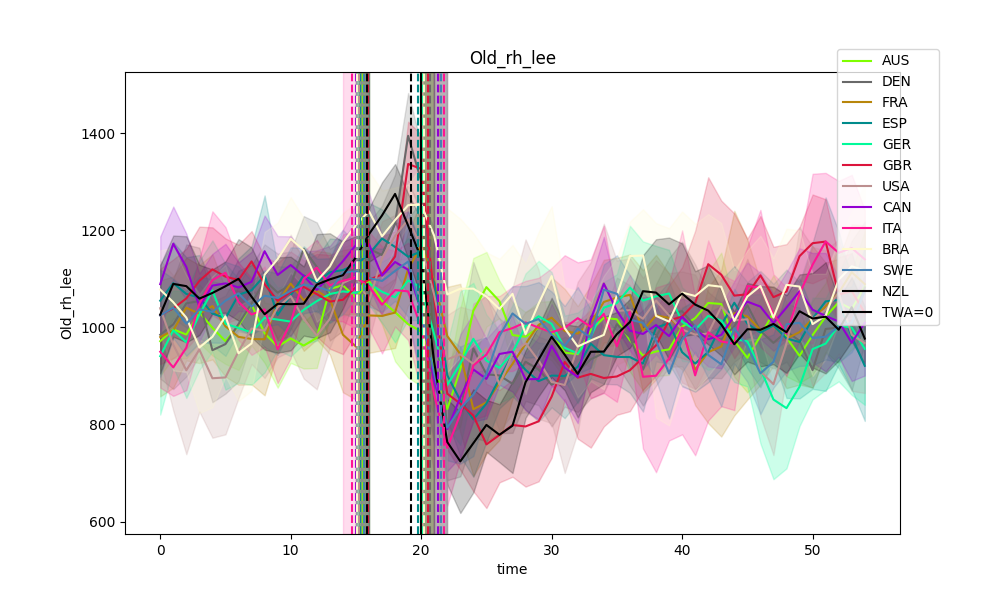 Old_rh_lee
AUS
DEN
FRA
ESP
GER
GBR
USA
CAN
ITA
BRA
SWE
NZL
TWA=0
Old_rh_lee
1400
1200
1000
800
600
0 10 20 30 40 50
time